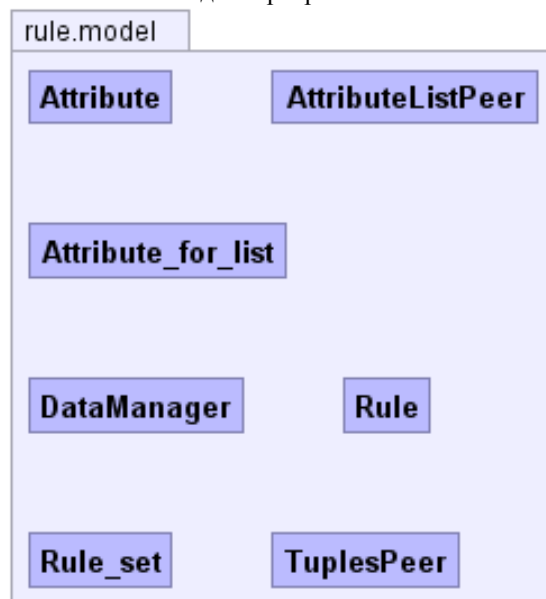 rule.model
Attribute AttributeListPeer
Attribute_for_list
DataManager Rule
Rule_set TuplesPeer